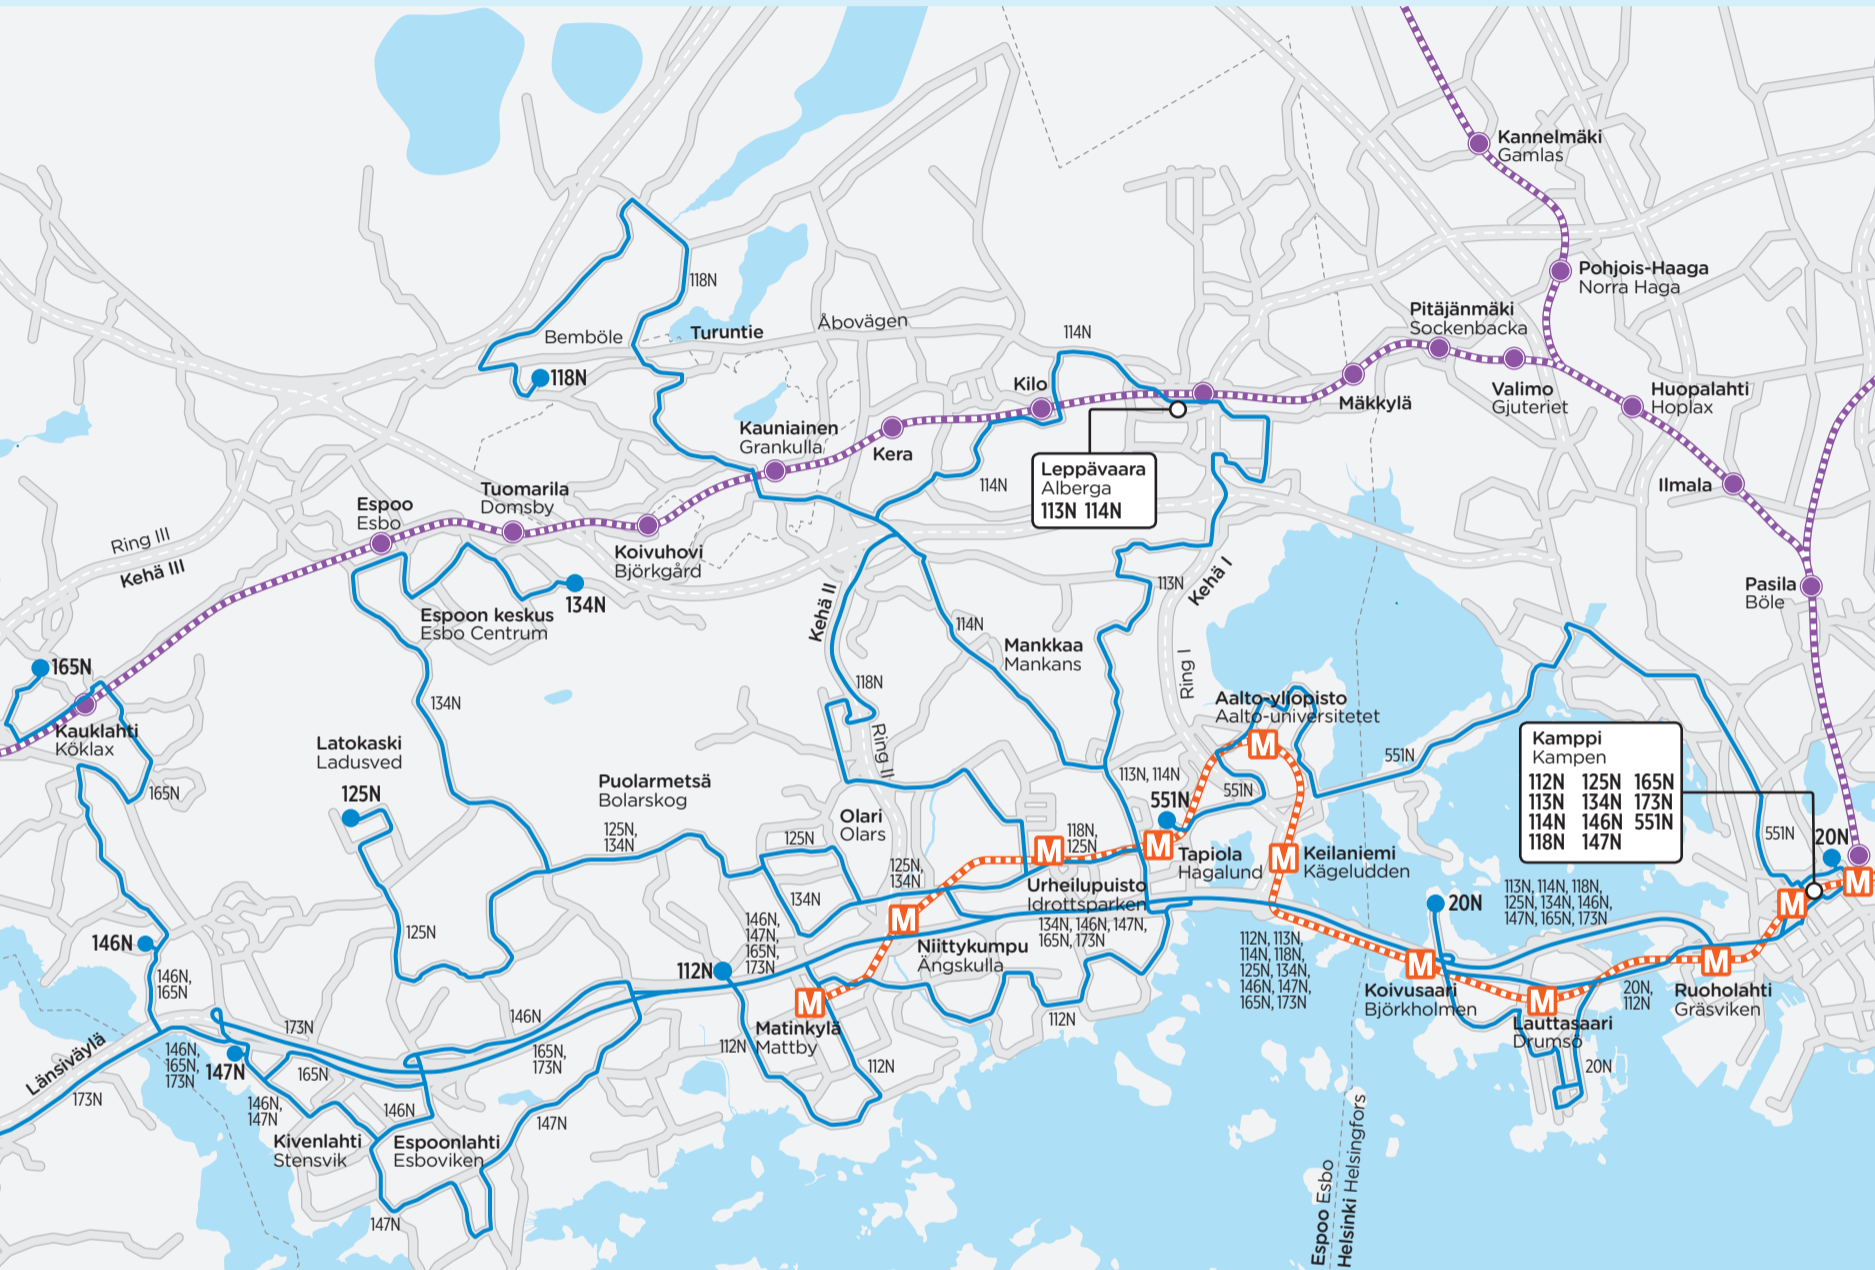 Kannelmäki
Gamlas
Pohjois-Haaga
Norra Haga
118N
Bemböle
Turuntie
Åbovägen
114N
Pitäjänmäki
Sockenbacka
118N
Kilo
Mäkkylä
Valimo
Gjuteriet
Huopalahti
Hoplax
Kauniainen
Grankulla
Kera
Leppävaara
Alberga
113N 114N
114N
Ilmala
Tuomarila
Domsby
Espoo
Esbo
Ring III
Kehä III
Koivuhovi
Björkgård
Espoon keskus
Esbo Centrum
134N
Kehä II
113N
Kehä I
Pasila
Böle
114N
Mankkaa
Mankans
165N
118N
Ring I
134N
Kauklahti
Köklax
Aalto-yliopisto
Aalto-universitetet
Ring II
Latokaski
Ladusved
165N
125N
Puolarmetsä
Bolarskog
113N, 114N
551N
551N
551N
Kamppi
Kampen
112N 125N 165N
113N 134N 173N
114N 146N 551N
118N 147N
Olari
Olars
125N,
134N
125N
118N,
125N
M
M
M
Tapiola
Hagalund
M
Keilaniemi
Kägeludden
551N
20N
M
125N,
134N
134N
Urheilupuisto
Idrottsparken
113N, 114N, 118N,
125N, 134N, 146N,
147N, 165N, 173N
20N
M
M
146N,
147N,
165N,
173N
134N, 146N, 147N,
165N, 173N
Niittykumpu
Ängskulla
125N
146N
146N,
165N
112N
112N, 113N,
114N, 118N,
125N, 134N,
146N, 147N,
165N, 173N
M
M
Koivusaari
Björkholmen
M
Lauttasaari
Drumsö
20N,
112N
Ruoholahti
Gräsviken
M
Matinkylä
Mattby
112N
112N
112N
146N
173N
165N,
173N
Länsiväylä
173N
146N,
165N,
173N
147N
165N
146N,
147N
146N
147N
20N
Kivenlahti
Stensvik
Espoonlahti
Esboviken
147N
Espoo Esbo
Helsinki Helsingfors